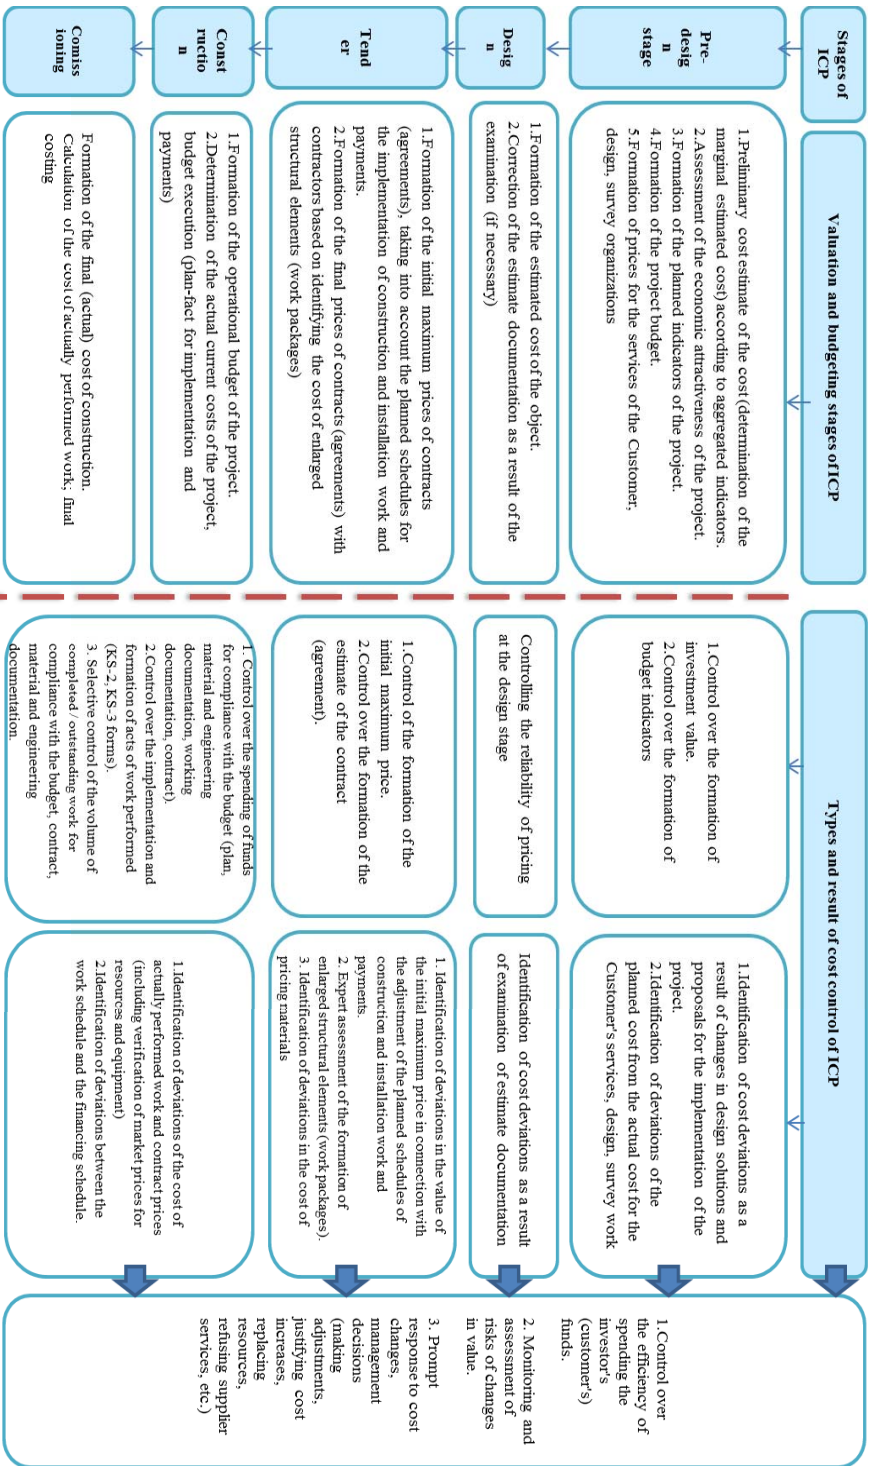 Stages of
ICP
Valuation and budgeting stages of ICP
Types and result of cost control of ICP
Pre-
desig
n
stage
1.Preliminary cost estimate of the cost (determination of the
marginal estimated cost) according to aggregated indicators.
2.Assessment of the economic attractiveness of the project.
3.Formation of the planned indicators of the project.
4.Formation of the project budget.
5.Formation of prices for the services of the Customer,
design, survey organizations
1.Control over the formation of
investment value.
2.Control over the formation of
budget indicators
1.Identification of cost deviations as a
result of changes in design solutions and
proposals for the implementation of the
project.
2.Identification of deviations of the
planned cost from the actual cost for the
Customer's services, design, survey work
Desig
n
1.Formation of the estimated cost of the object.
2.Correction of the estimate documentation as a result of the
examination (if necessary)
Controlling the reliability of pricing
at the design stage
Identification of cost deviations as a result
of examination of estimate documentation
Tend
er
1.Formation of the initial maximum prices of contracts
(agreements), taking into account the planned schedules for
the implementation of construction and installation work and
payments.
2.Formation of the final prices of contracts (agreements) with
contractors based on identifying the cost of enlarged
structural elements (work packages)
1.Control of the formation of the
initial maximum price.
2.Control over the formation of the
estimate of the contract
(agreement),
1. Identification of deviations in the value of
the initial maximum price in connection with
the adjustment of the planned schedules of
construction and installation work and
payments.
2. Expert assessment of the formation of
enlarged structural elements (work packages).
3. Identification of deviations in the cost of
pricing materials
Const
ructio
n
1.Formation of the operational budget of the project.
2.Determination of the actual current costs of the project,
budget execution (plan-fact for implementation and
payments)
Comiss
ioning
Formation of the final (actual) cost of construction.
Calculation of the cost of actually performed work; final
costing
1. Control over the spending of funds
for compliance with the budget (plan,
material and engineering
documentation, working
documentation, contract).
2.Control over the implementation and
formation of acts of work performed
(KS-2, KS-3 forms).
3. Selective control of the volume of
completed / outstanding work for
compliance with the budget, contract,
material and engineering
documentation.
1.Identification of deviations of the cost of
actually performed work and contract prices
(including verification of market prices for
resources and equipment)
2.Identification of deviations between the
work schedule and the financing schedule.
1.Control over
the efficiency of
spending the
investor's
(customer's)
funds.
2. Monitoring and
assessment of
risks of changes
in value.
3. Prompt
response to cost
changes,
management
decisions
(making
adjustments,
justifying cost
increases,
replacing
resources,
refusing supplier
services, etc.)